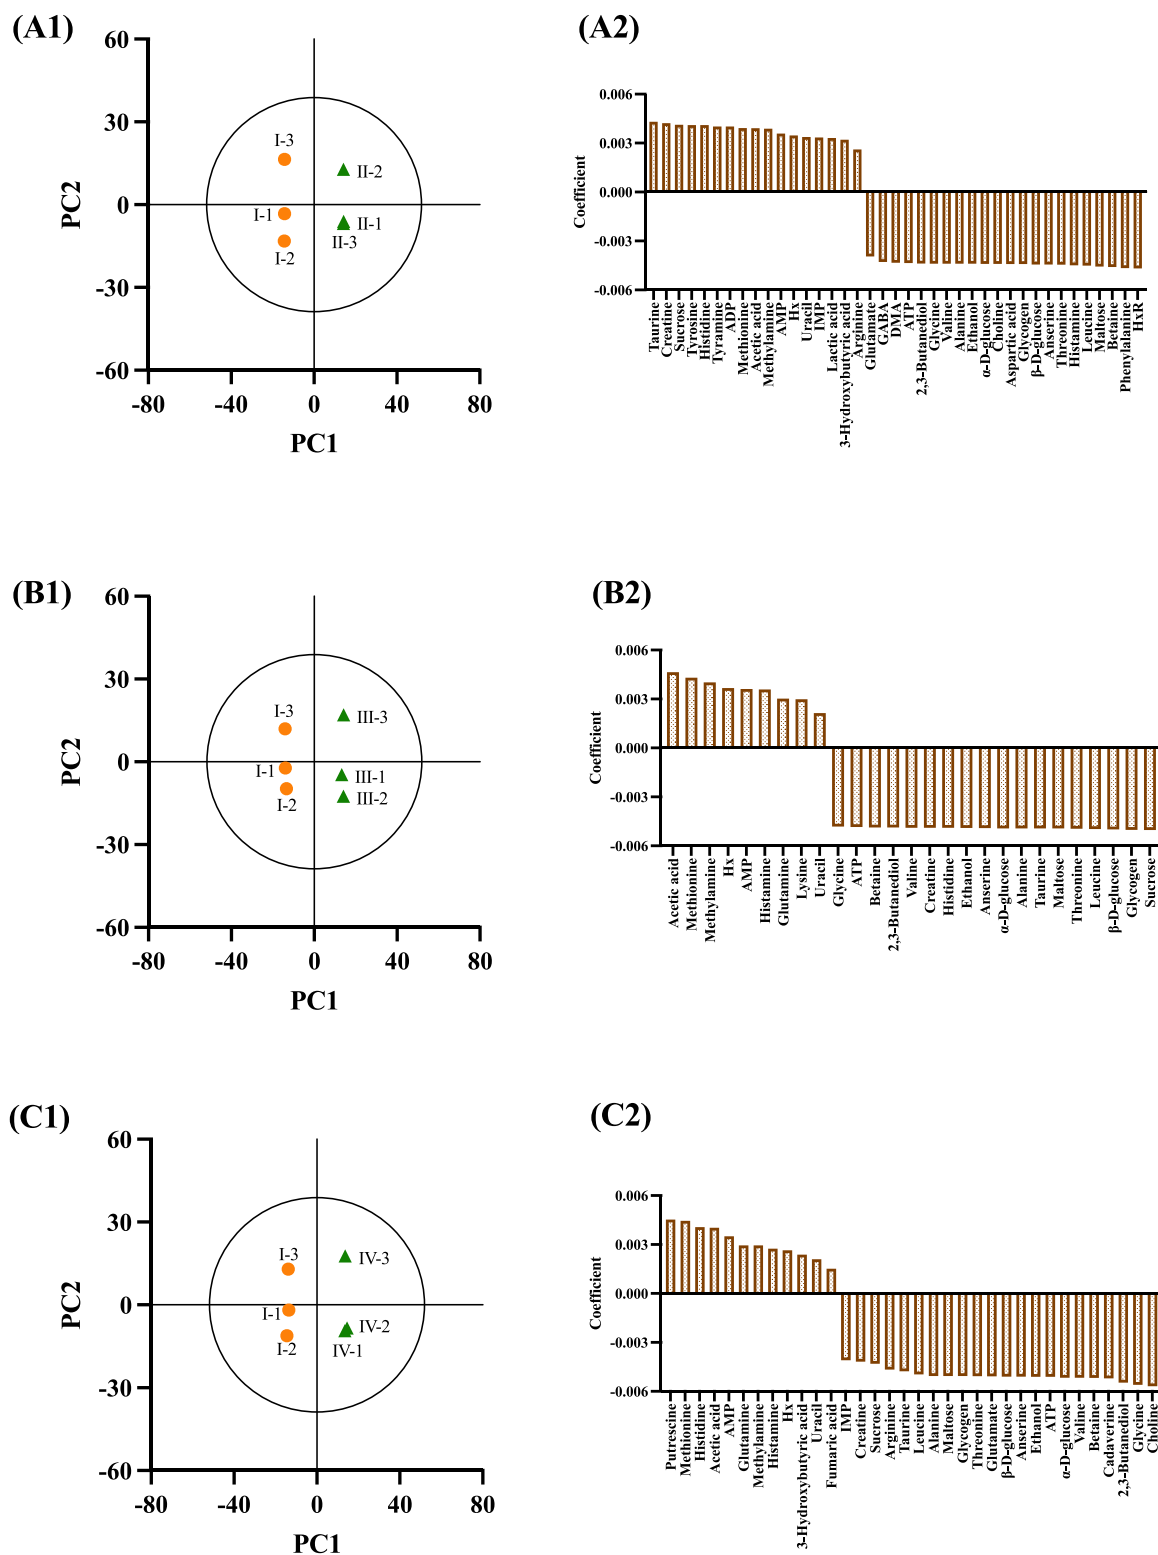 (A1)
60
30
0
-30
-60
-80
-40
0
40
80
PC2
PC1
I-3
I-1
I-2
II-2
II-1
II-3
(A2)
0.006
0.003
0.000
-0.003
-0.006
Coefficient
Taurine
Creatine
Sucrose
Tyrosine
Histidine
Tyramine
ADP
Methionine
Acetic acid
Methylamine
AMP
Hx
Uracil
IMP
Lactic acid
3-Hydroxybutyric acid
Arginine
Glutamate
GABA
DMA
ATP
2,3-Butanediol
Glycine
Valine
Alanine
Ethanol
α-D-glucose
Choline
Aspartic acid
Glycogen
β-D-glucose
Anserine
Threonine
Histamine
Leucine
Maltose
Betaine
Phenylalanine
HxR
(B1)
60
30
0
-30
-60
-80
-40
0
40
80
PC2
PC1
I-3
I-1
I-2
III-3
III-1
III-2
(B2)
0.006
0.003
0.000
-0.003
-0.006
Coefficient
Acetic acid
Methionine
Methylamine
Hx
AMP
Histamine
Glutamine
Lysine
Uracil
Glycine
ATP
Betaine
2,3-Butanediol
Valine
Creatine
Histidine
Ethanol
Anserine
α-D-glucose
Alanine
Taurine
Maltose
Threonine
Leucine
β-D-glucose
Glycogen
Sucrose
(C1)
60
30
0
-30
-60
-80
-40
0
40
80
PC2
PC1
I-3
I-1
I-2
IV-3
IV-2
IV-1
(C2)
0.006
0.003
0.000
-0.003
-0.006
Coefficient
Putrescine
Methionine
Histidine
Acetic acid
AMP
Glutamine
Methylamine
Histamine
Hx
3-Hydroxybutyric acid
Uracil
Fumaric acid
IMP
Creatine
Sucrose
Arginine
Taurine
Leucine
Alanine
Maltose
Glycogen
Threonine
Glutamate
β-D-glucose
Anserine
Ethanol
ATP
α-D-glucose
Valine
Betaine
Cadaverine
2,3-Butanediol
Glycine
Choline